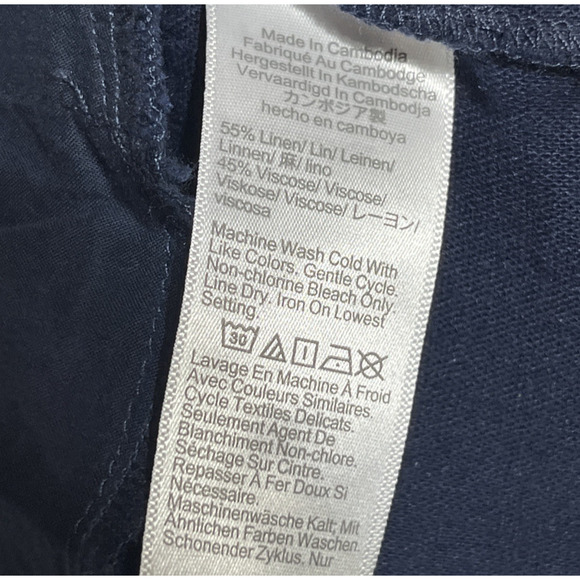 Made In Cambodia
Fabriqué Au Cambodge
Hergestellt In Kambodscha
Vervaardigd In Cambodja
カンボジア製
hecho en camboya
55% Linen/ Lin/ Leinen/
Linnen/ 麻/ lino
45% Viscose/ Viscose/
Viskose/ Viscose/ レーヨン/
viscosa
Machine Wash Cold With
Like Colors. Gentle Cycle.
Non-chlorine Bleach Only.
Line Dry. Iron On Lowest
Setting.
30
Lavage En Machine À Froid
Avec Couleurs Similaires.
Cycle Textiles Delicats.
Seulement Agent De
Blanchiment Non-chlore.
Séchage Sur Cintre.
Repasser À Fer Doux Si
Nécessaire.
Maschinenwäsche Kalt; Mit
Ähnlichen Farben Waschen.
Schonender Zyklus. Nur